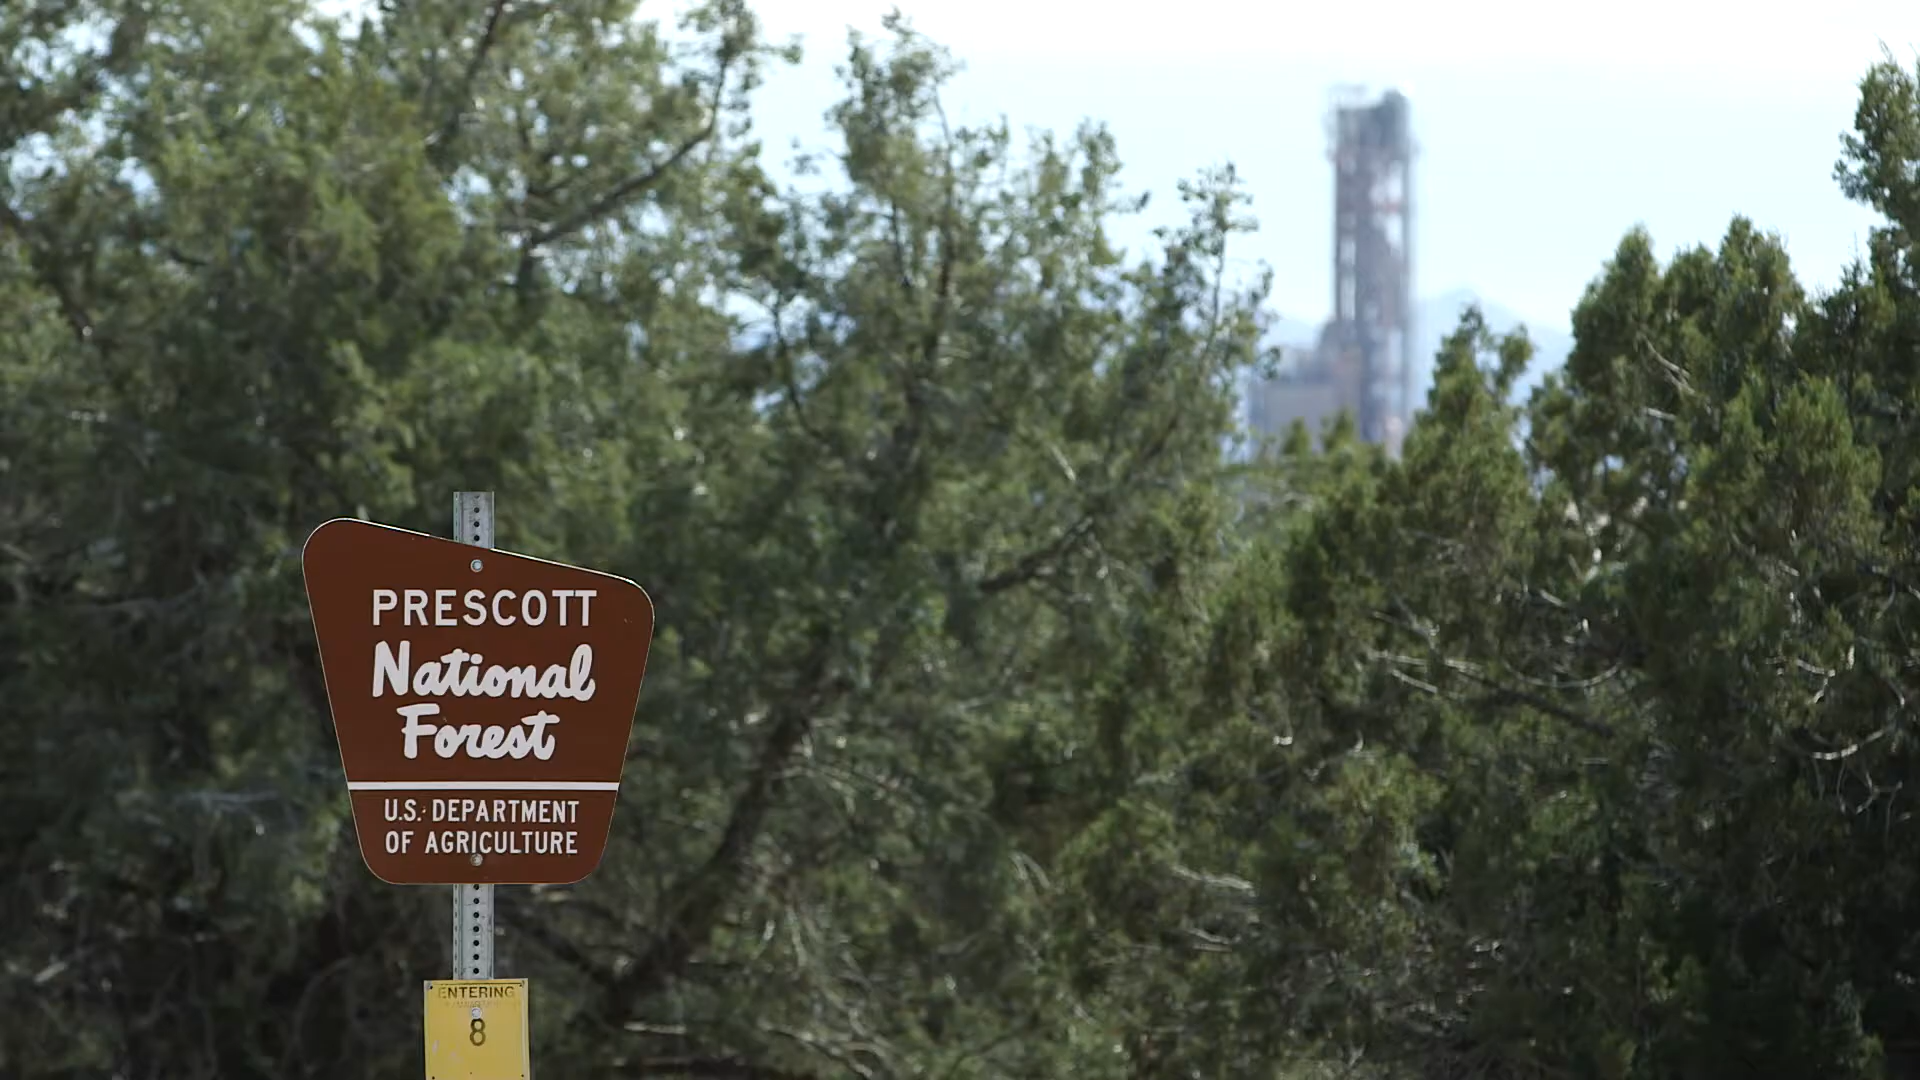 PRESCOTT
National
Forest
U.S. DEPARTMENT
OF AGRICULTURE
ENTERING
8